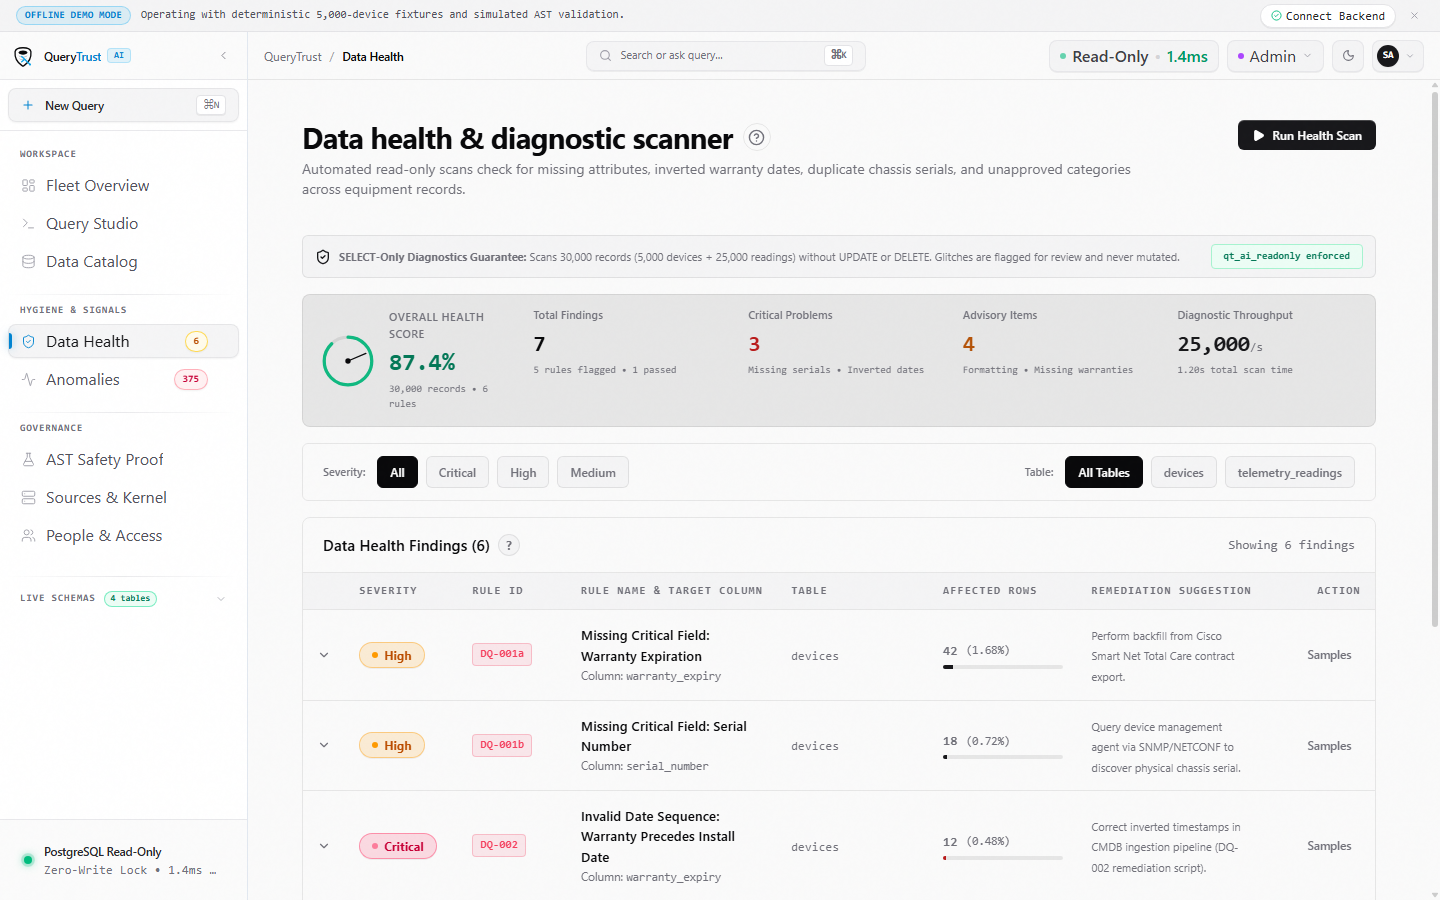 OFFLINE DEMO MODE Operating with deterministic 5,000-device fixtures and simulated AST validation. Connect Backend
QueryTrust AI
QueryTrust / Data Health
Search or ask query... ⌘K
Read-Only • 1.4ms
Admin
SA
New Query ⌘N
WORKSPACE
Fleet Overview
Query Studio
Data Catalog
HYGIENE & SIGNALS
Data Health 6
Anomalies 375
GOVERNANCE
AST Safety Proof
Sources & Kernel
People & Access
LIVE SCHEMAS 4 tables
PostgreSQL Read-Only
Zero-Write Lock • 1.4ms …
Data health & diagnostic scanner ?
Run Health Scan
Automated read-only scans check for missing attributes, inverted warranty dates, duplicate chassis serials, and unapproved categories
across equipment records.
SELECT-Only Diagnostics Guarantee: Scans 30,000 records (5,000 devices + 25,000 readings) without UPDATE or DELETE. Glitches are flagged for review and never mutated. qt_ai_readonly enforced
OVERALL HEALTH
SCORE
87.4%
30,000 records • 6
rules
Total Findings
7
5 rules flagged • 1 passed
Critical Problems
3
Missing serials • Inverted dates
Advisory Items
4
Formatting • Missing warranties
Diagnostic Throughput
25,000/s
1.20s total scan time
Severity: All Critical High Medium
Table: All Tables devices telemetry_readings
Data Health Findings (6) ?
Showing 6 findings
SEVERITY RULE ID RULE NAME & TARGET COLUMN TABLE AFFECTED ROWS REMEDIATION SUGGESTION ACTION
High
DQ-001a
Missing Critical Field:
Warranty Expiration
Column: warranty_expiry
devices
42 (1.68%)
Perform backfill from Cisco
Smart Net Total Care contract
export.
Samples
High
DQ-001b
Missing Critical Field: Serial
Number
Column: serial_number
devices
18 (0.72%)
Query device management
agent via SNMP/NETCONF to
discover physical chassis serial.
Samples
Critical
DQ-002
Invalid Date Sequence:
Warranty Precedes Install
Date
Column: warranty_expiry
devices
12 (0.48%)
Correct inverted timestamps in
CMDB ingestion pipeline (DQ-
002 remediation script).
Samples